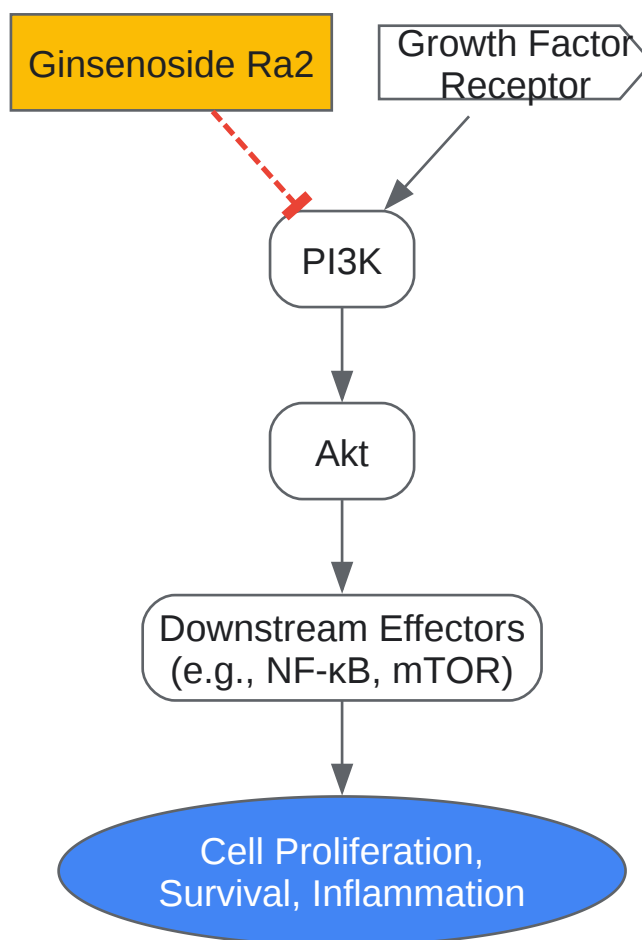 Ginsenoside Ra2
Growth Factor
Receptor
PI3K
Akt
Downstream Effectors
(e.g., NF-κB, mTOR)
Cell Proliferation,
Survival, Inflammation